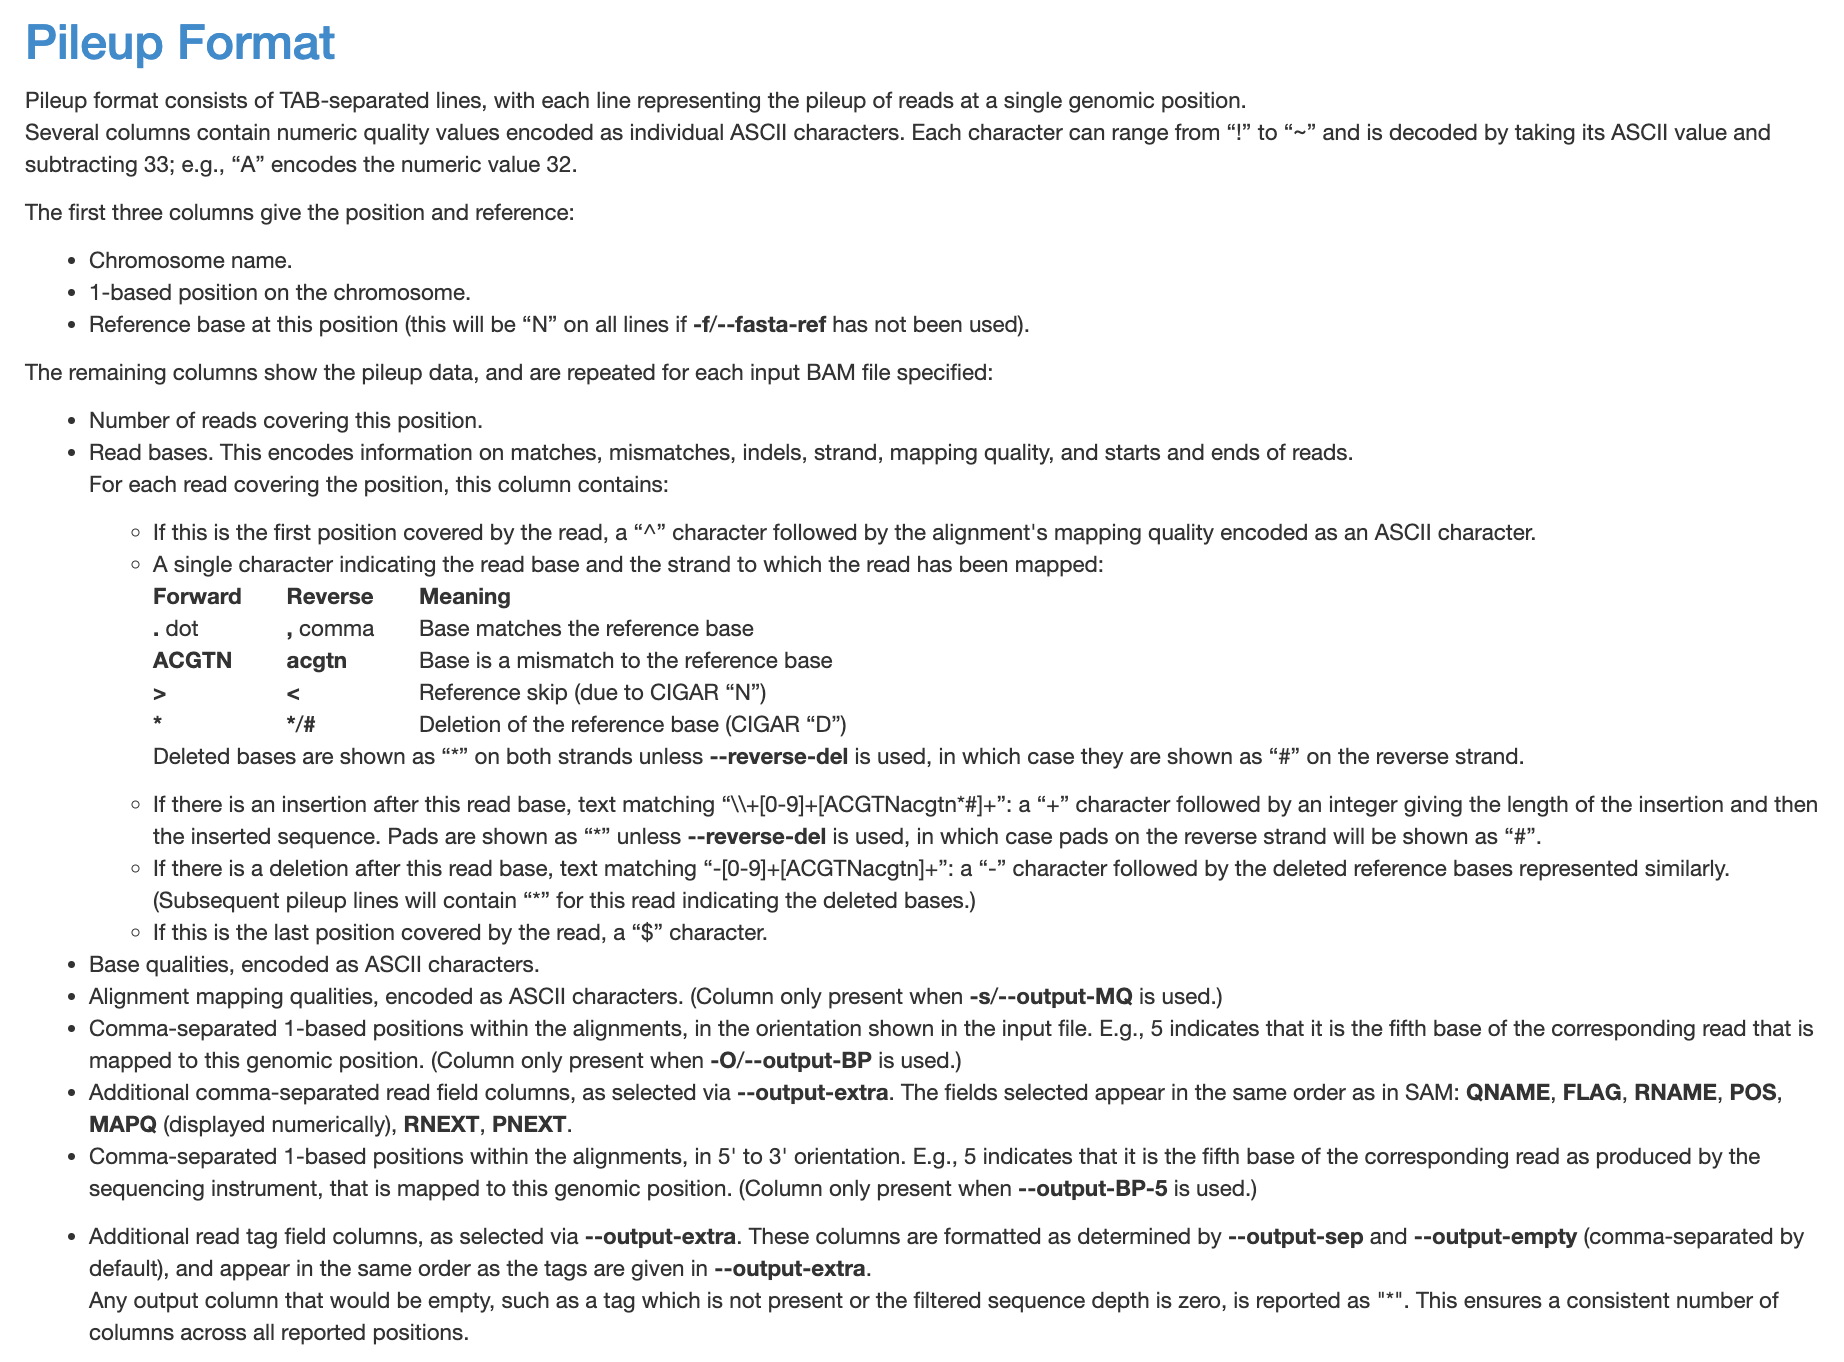 Pileup Format
Pileup format consists of TAB-separated lines, with each line representing the pileup of reads at a single genomic position.
Several columns contain numeric quality values encoded as individual ASCII characters. Each character can range from “!” to “~” and is decoded by taking its ASCII value and
subtracting 33; e.g., “A” encodes the numeric value 32.
The first three columns give the position and reference:
• Chromosome name.
• 1-based position on the chromosome.
• Reference base at this position (this will be “N” on all lines if -f/--fasta-ref has not been used).
The remaining columns show the pileup data, and are repeated for each input BAM file specified:
• Number of reads covering this position.
• Read bases. This encodes information on matches, mismatches, indels, strand, mapping quality, and starts and ends of reads.
For each read covering the position, this column contains:
◦ If this is the first position covered by the read, a “^” character followed by the alignment's mapping quality encoded as an ASCII character.
◦ A single character indicating the read base and the strand to which the read has been mapped:
Forward Reverse Meaning
. dot , comma Base matches the reference base
ACGTN acgtn Base is a mismatch to the reference base
> < Reference skip (due to CIGAR “N”)
* */# Deletion of the reference base (CIGAR “D”)
Deleted bases are shown as “*” on both strands unless --reverse-del is used, in which case they are shown as “#” on the reverse strand.
◦ If there is an insertion after this read base, text matching “\\+[0-9]+[ACGTNacgtn*#]+”: a “+” character followed by an integer giving the length of the insertion and then
the inserted sequence. Pads are shown as “*” unless --reverse-del is used, in which case pads on the reverse strand will be shown as “#”.
◦ If there is a deletion after this read base, text matching “-[0-9]+[ACGTNacgtn]+”: a “-” character followed by the deleted reference bases represented similarly.
(Subsequent pileup lines will contain “*” for this read indicating the deleted bases.)
◦ If this is the last position covered by the read, a “$” character.
• Base qualities, encoded as ASCII characters.
• Alignment mapping qualities, encoded as ASCII characters. (Column only present when -s/--output-MQ is used.)
• Comma-separated 1-based positions within the alignments, in the orientation shown in the input file. E.g., 5 indicates that it is the fifth base of the corresponding read that is
mapped to this genomic position. (Column only present when -O/--output-BP is used.)
• Additional comma-separated read field columns, as selected via --output-extra. The fields selected appear in the same order as in SAM: QNAME, FLAG, RNAME, POS,
MAPQ (displayed numerically), RNEXT, PNEXT.
• Comma-separated 1-based positions within the alignments, in 5' to 3' orientation. E.g., 5 indicates that it is the fifth base of the corresponding read as produced by the
sequencing instrument, that is mapped to this genomic position. (Column only present when --output-BP-5 is used.)
• Additional read tag field columns, as selected via --output-extra. These columns are formatted as determined by --output-sep and --output-empty (comma-separated by
default), and appear in the same order as the tags are given in --output-extra.
Any output column that would be empty, such as a tag which is not present or the filtered sequence depth is zero, is reported as "*". This ensures a consistent number of
columns across all reported positions.